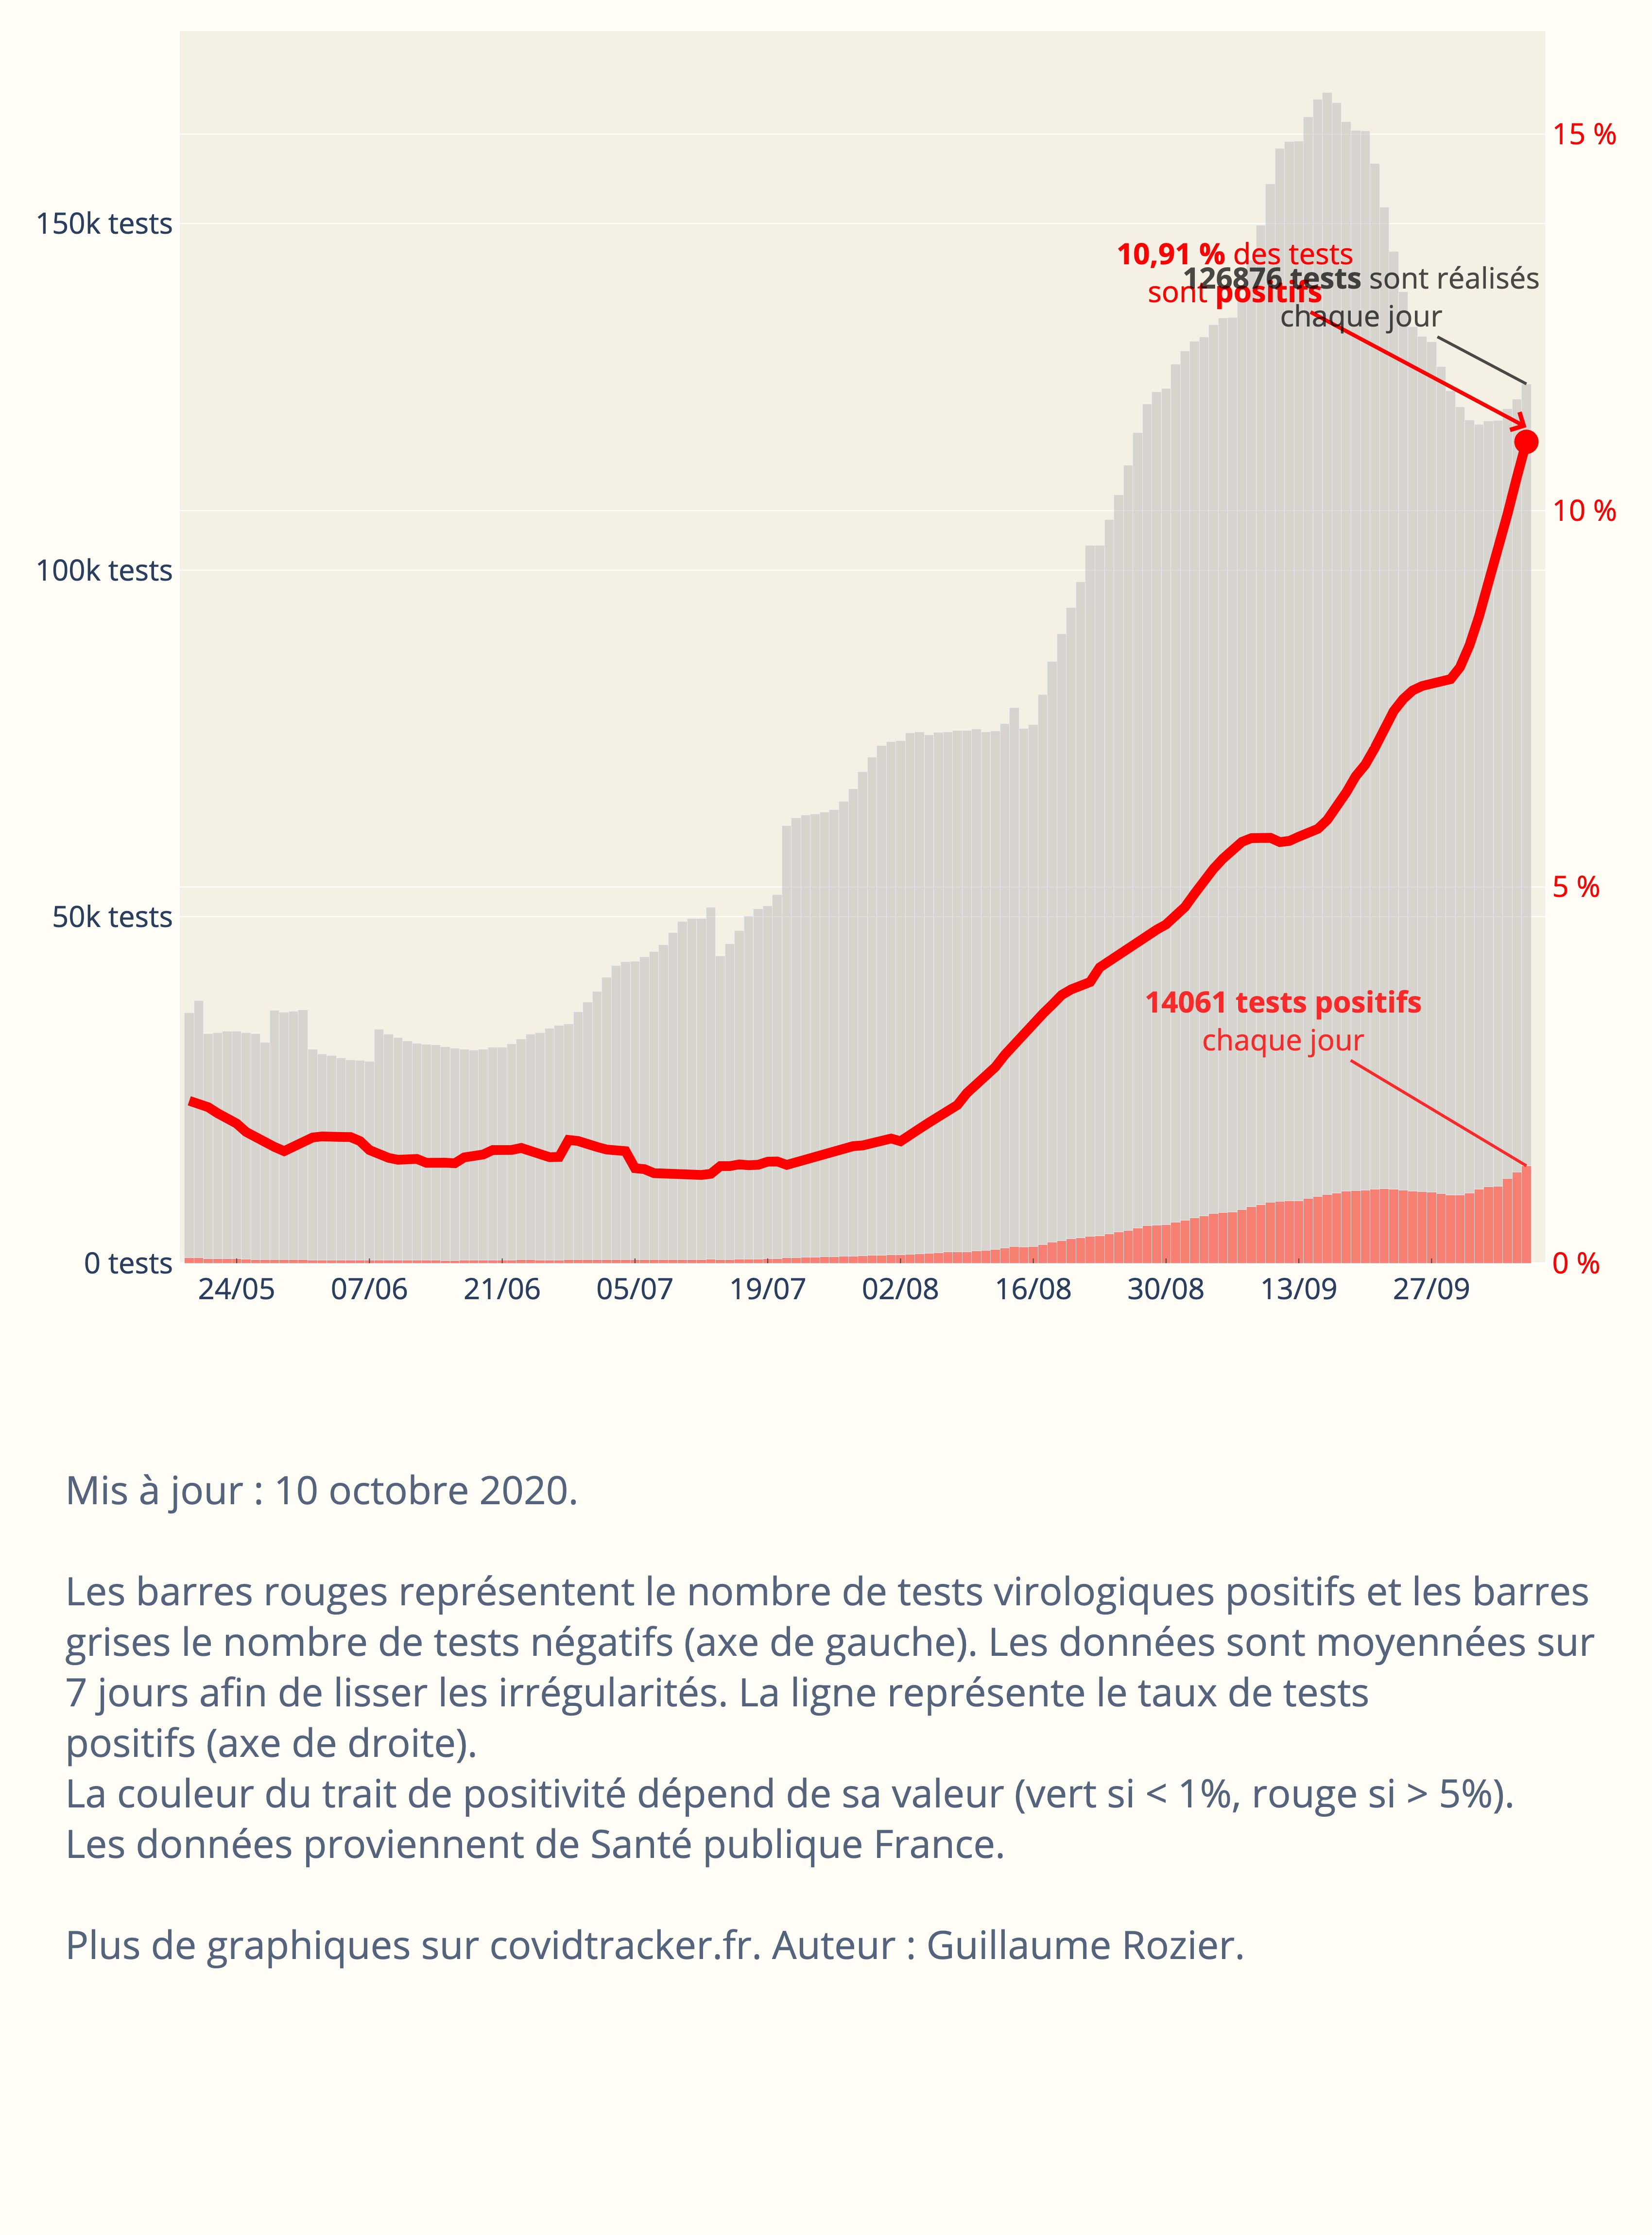 15 %
150k tests
10,91 % des tests
sont positifs
126876 tests sont réalisés
chaque jour
10 %
100k tests
5 %
50k tests
14061 tests positifs
chaque jour
0 tests
0 %
24/05 07/06 21/06 05/07 19/07 02/08 16/08 30/08 13/09 27/09
Mis à jour : 10 octobre 2020.
Les barres rouges représentent le nombre de tests virologiques positifs et les barres
grises le nombre de tests négatifs (axe de gauche). Les données sont moyennées sur
7 jours afin de lisser les irrégularités. La ligne représente le taux de tests
positifs (axe de droite).
La couleur du trait de positivité dépend de sa valeur (vert si < 1%, rouge si > 5%).
Les données proviennent de Santé publique France.
Plus de graphiques sur covidtracker.fr. Auteur : Guillaume Rozier.